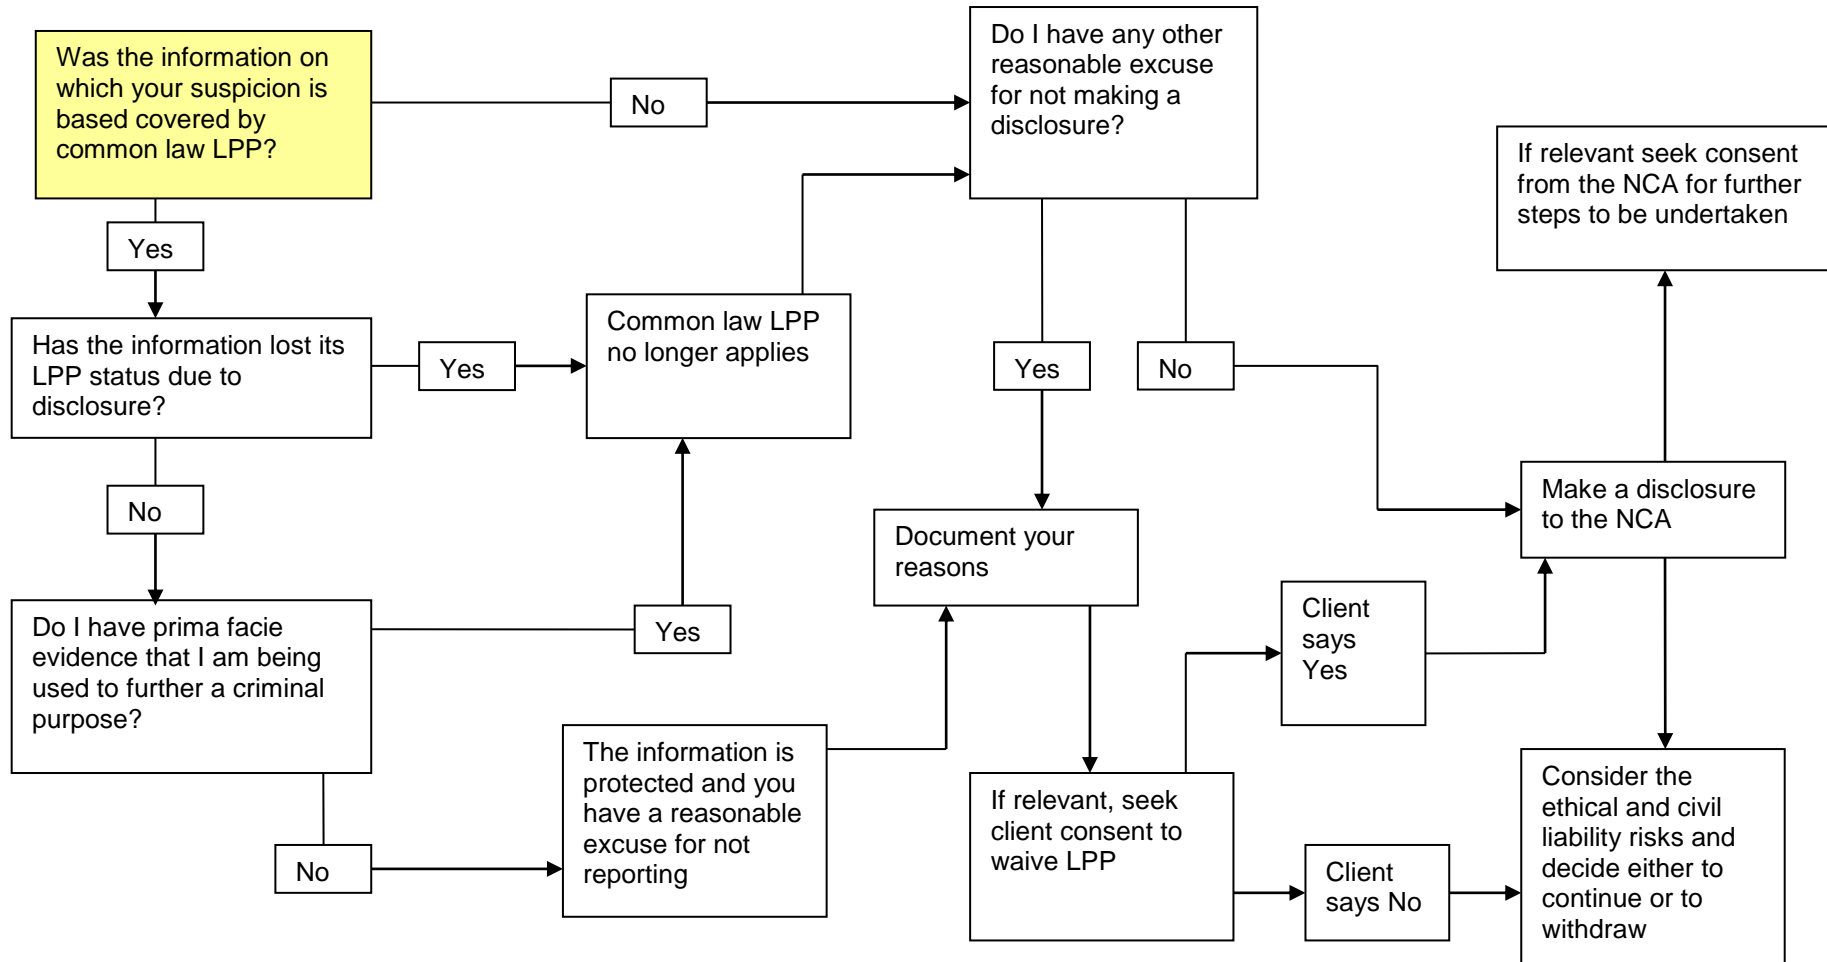 Was the information on
which your suspicion is
based covered by
common law LPP?
No
Do I have any other
reasonable excuse
for not making a
disclosure?
If relevant seek consent
from the NCA for further
steps to be undertaken
Yes
Has the information lost its
LPP status due to
disclosure?
Yes
Common law LPP
no longer applies
Yes
No
No
Document your
reasons
Make a disclosure
to the NCA
Do I have prima facie
evidence that I am being
used to further a criminal
purpose?
Yes
Client
says
Yes
No
The information is
protected and you
have a reasonable
excuse for not
reporting
If relevant, seek
client consent to
waive LPP
Client
says No
Consider the
ethical and civil
liability risks and
decide either to
continue or to
withdraw